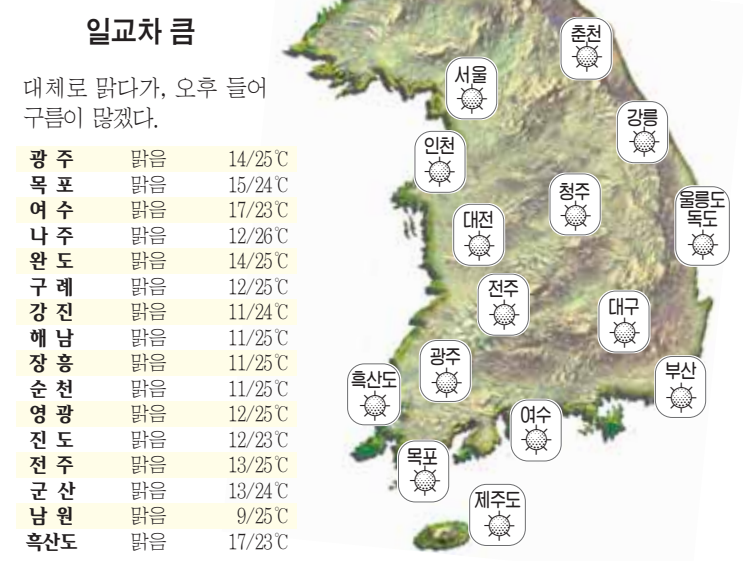 일교차 큼
대체로 맑다가, 오후 들어
구름이 많겠다.
광 주 맑음 14/25℃
목 포 맑음 15/24℃
여 수 맑음 17/23℃
나 주 맑음 12/26℃
완 도 맑음 14/25℃
구 례 맑음 12/25℃
강 진 맑음 11/24℃
해 남 맑음 11/25℃
장 흥 맑음 11/25℃
순 천 맑음 11/25℃
영 광 맑음 12/25℃
진 도 맑음 12/23℃
전 주 맑음 13/25℃
군 산 맑음 13/24℃
남 원 맑음 9/25℃
흑산도 맑음 17/23℃
춘천
서울
강릉
인천
청주
울릉도
독도
대전
전주
대구
광주
부산
흑산도
여수
목포
제주도